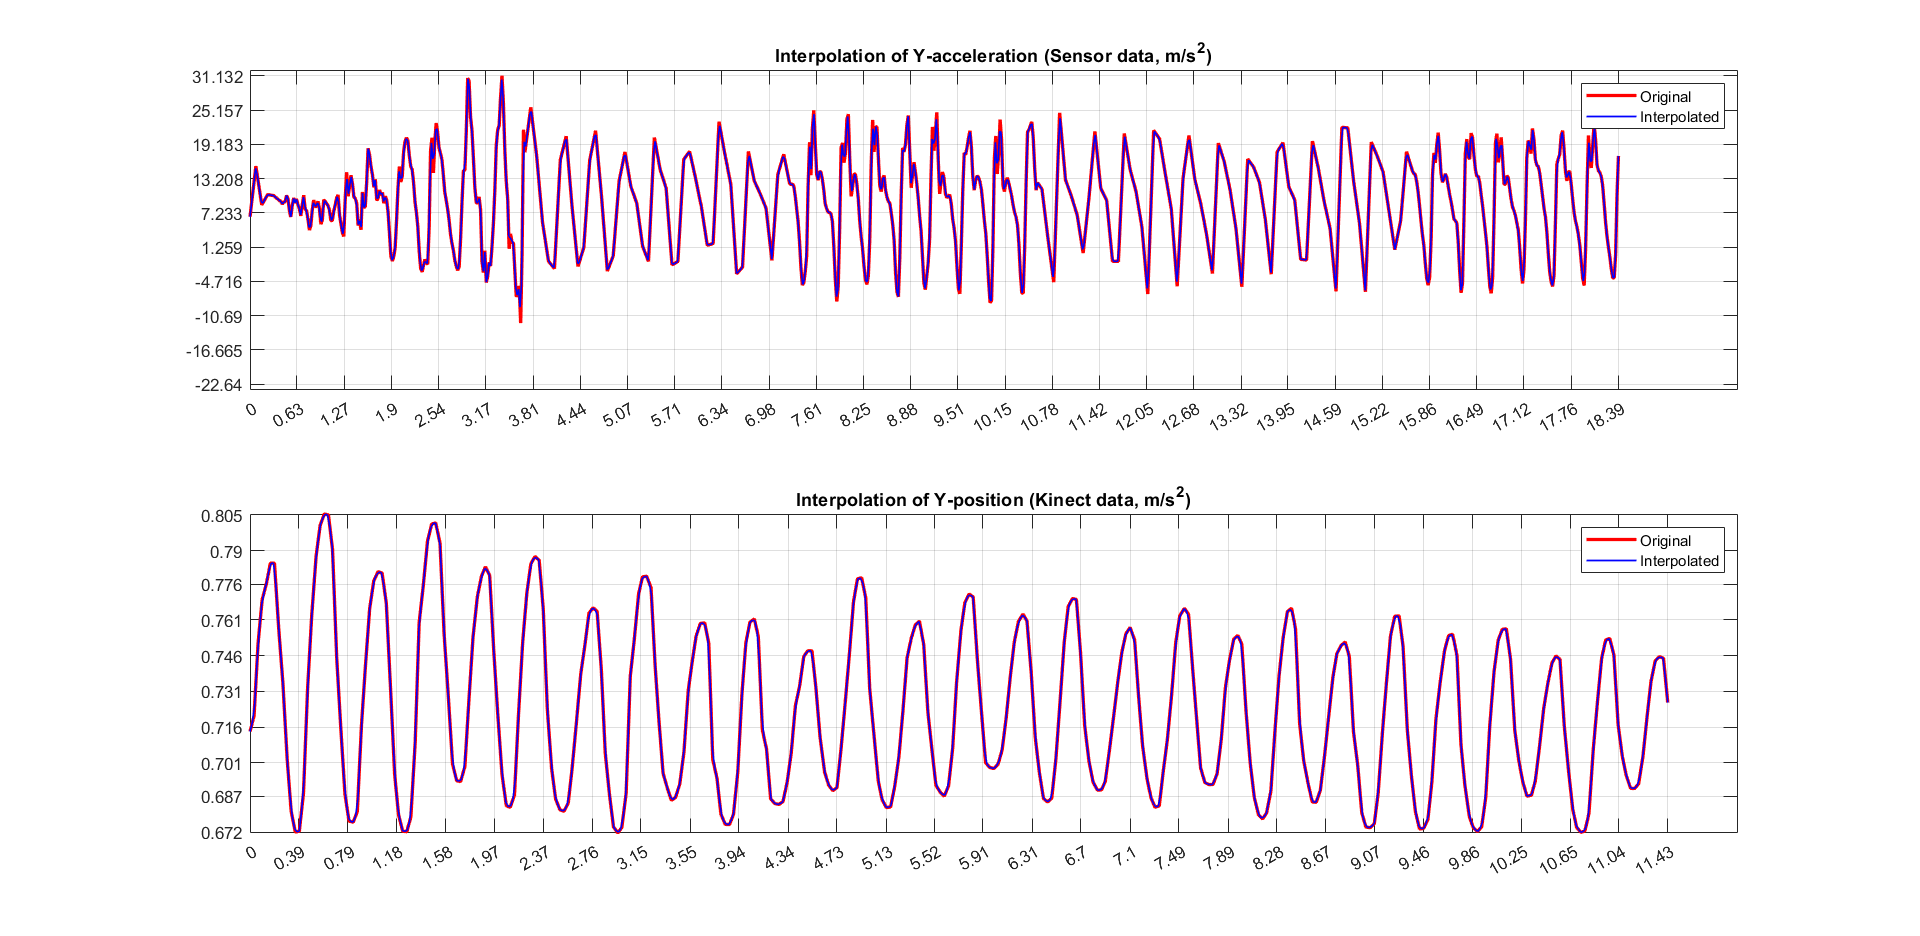 Interpolation of Y-acceleration (Sensor data, m/s²)
31.132
25.157
19.183
13.208
7.233
1.259
-4.716
-10.69
-16.665
-22.64
Original
Interpolated
0 0.63 1.27 1.9 2.54 3.17 3.81 4.44 5.07 5.71 6.34 6.98 7.61 8.25 8.88 9.51 10.15 10.78 11.42 12.05 12.68 13.32 13.95 14.59 15.22 15.86 16.49 17.12 17.76 18.39
Interpolation of Y-position (Kinect data, m/s²)
0.805
0.79
0.776
0.761
0.746
0.731
0.716
0.701
0.687
0.672
Original
Interpolated
0 0.39 0.79 1.18 1.58 1.97 2.37 2.76 3.15 3.55 3.94 4.34 4.73 5.13 5.52 5.91 6.31 6.7 7.1 7.49 7.89 8.28 8.67 9.07 9.46 9.86 10.25 10.65 11.04 11.43